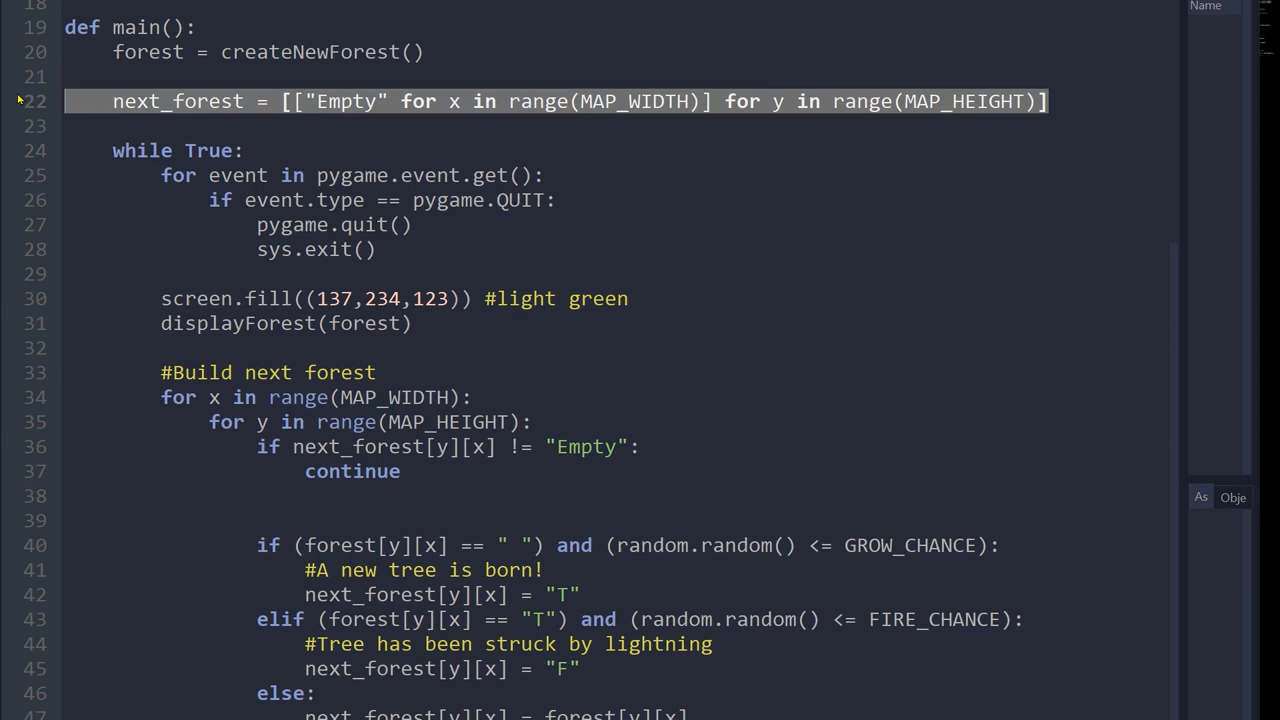 18
19 def main():
20     forest = createNewForest()
21
22     next_forest = [["Empty" for x in range(MAP_WIDTH)] for y in range(MAP_HEIGHT)]
23
24     while True:
25         for event in pygame.event.get():
26             if event.type == pygame.QUIT:
27                 pygame.quit()
28                 sys.exit()
29
30         screen.fill((137,234,123)) #light green
31         displayForest(forest)
32
33         #Build next forest
34         for x in range(MAP_WIDTH):
35             for y in range(MAP_HEIGHT):
36                 if next_forest[y][x] != "Empty":
37                     continue
38
39
40                 if (forest[y][x] == " ") and (random.random() <= GROW_CHANCE):
41                     #A new tree is born!
42                     next_forest[y][x] = "T"
43                 elif (forest[y][x] == "T") and (random.random() <= FIRE_CHANCE):
44                     #Tree has been struck by lightning
45                     next_forest[y][x] = "F"
46                 else:
47                     next_forest[y][x] = forest[y][x]
Name
As Obje